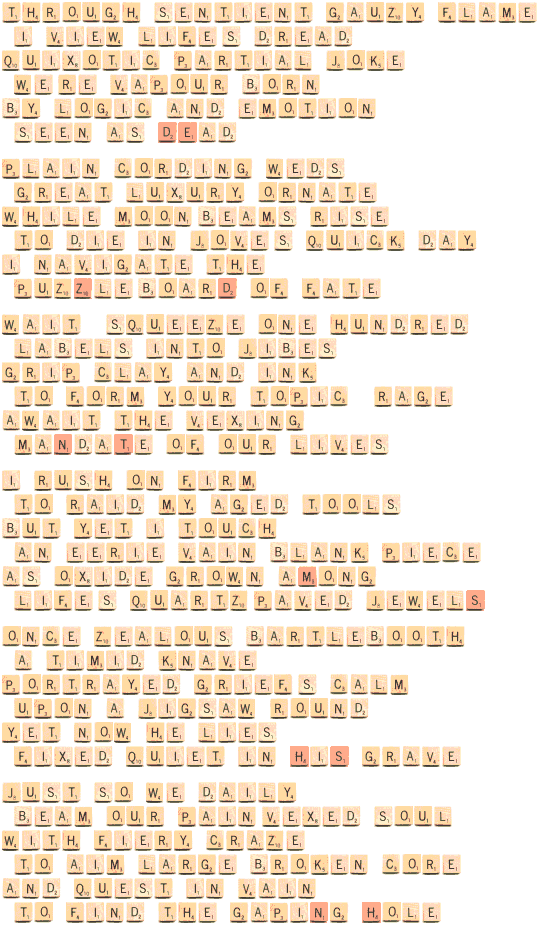 THROUGH SENTIENT GAUZY FLAME
I VIEW LIFES DREAD
QUIXOTIC PARTIAL JOKE
WERE VAPOUR BORN
BY LOGIC AND EMOTION
SEEN AS DEAD
PLAIN CORDING WEDS
GREAT LUXURY ORNATE
WHILE MOON BEAMS RISE
TO DIE IN JOVES QUICK DAY
I NAVIGATE THE
PUZZLE BOARD OF FATE
WAIT SQUEEZE ONE HUNDRED
LABELS INTO JIBES
GRIP CLAY AND INK
TO FORM YOUR TOPIC RAGE
AWAIT THE VEXING
MANDATE OF OUR LIVES
I RUSH ON FIRM
TO RAID MY AGED TOOLS
BUT YET I TOUCH
AN EERIE VAIN BLANK PIECE
AS OXIDE GROWN AMONG
LIFES QUARTZ PAVED JEWELS
ONCE ZEALOUS BARTLEBOOTH
A TIMID KNAVE
PORTRAYED GRIEFS CALM
UPON A JIGSAW ROUND
YET NOW HE LIES
FIXED QUIET IN HIS GRAVE
JUST SO WE DAILY
BEAM OUR PAIN VEXED SOUL
WITH FIERY CRAZE
TO AIM LARGE BROKEN CORE
AND QUEST IN VAIN
TO FIND THE GAPING HOLE